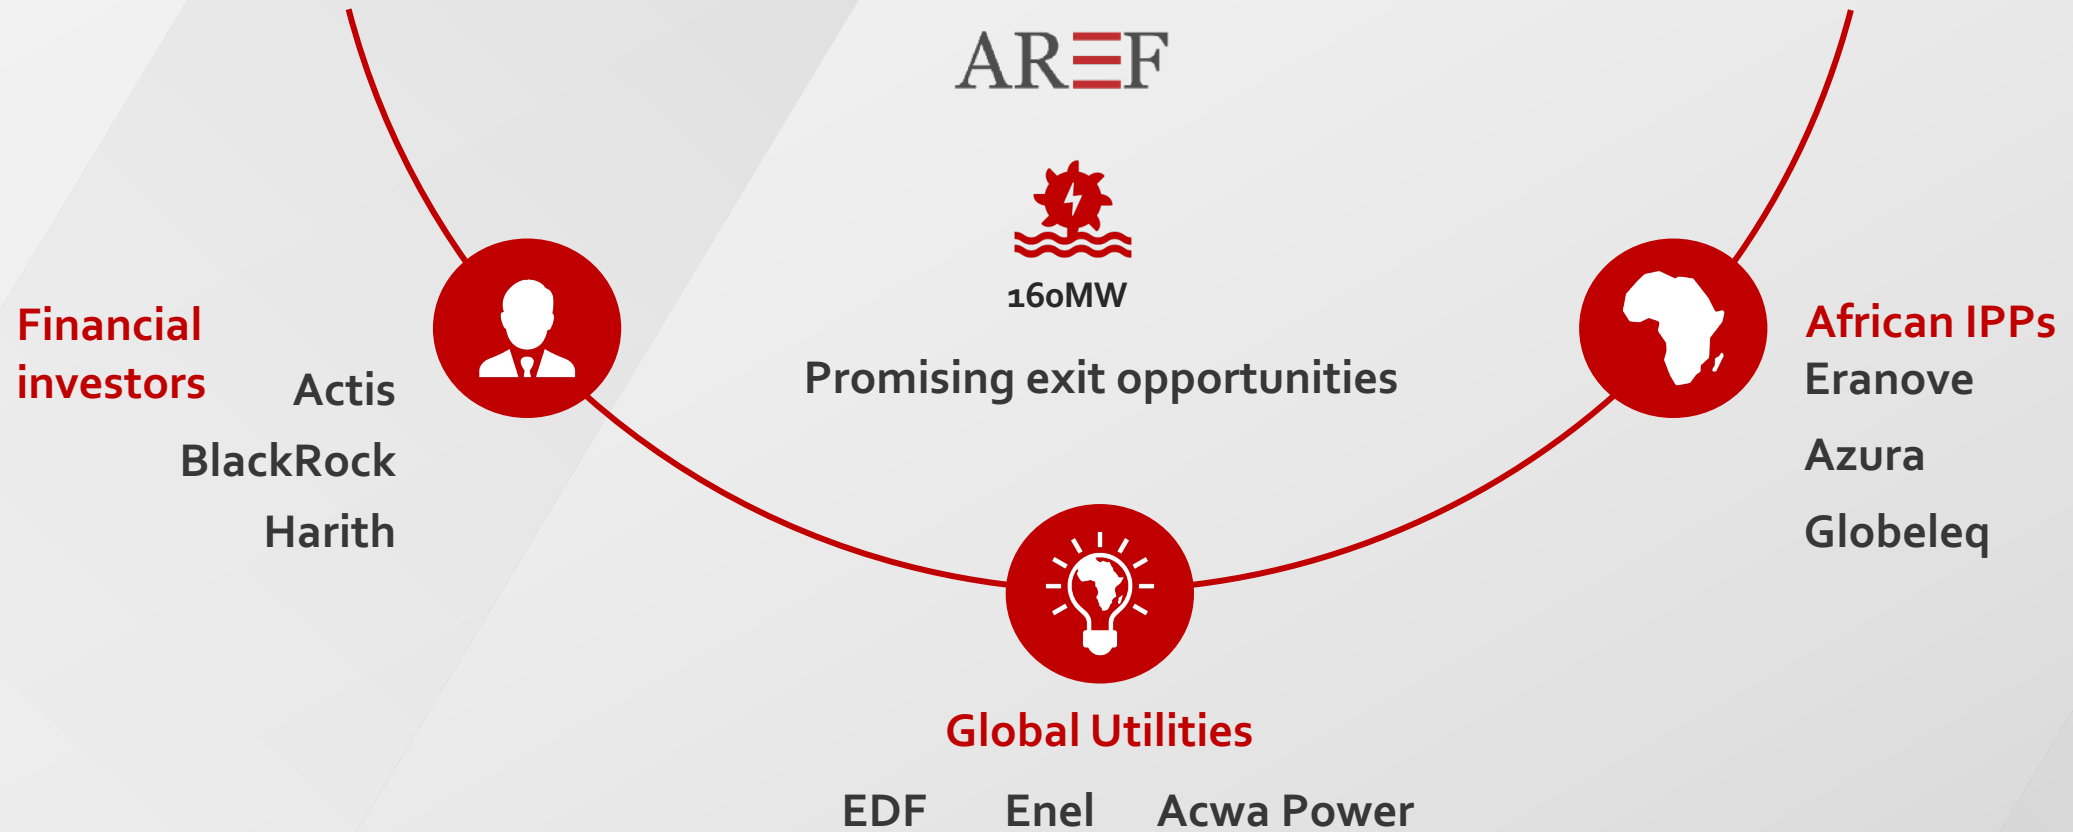 AREF
160MW
Promising exit opportunities
Financial
investors
Actis
BlackRock
Harith
Global Utilities
EDF Enel Acwa Power
African IPPs
Eranove
Azura
Globeleq